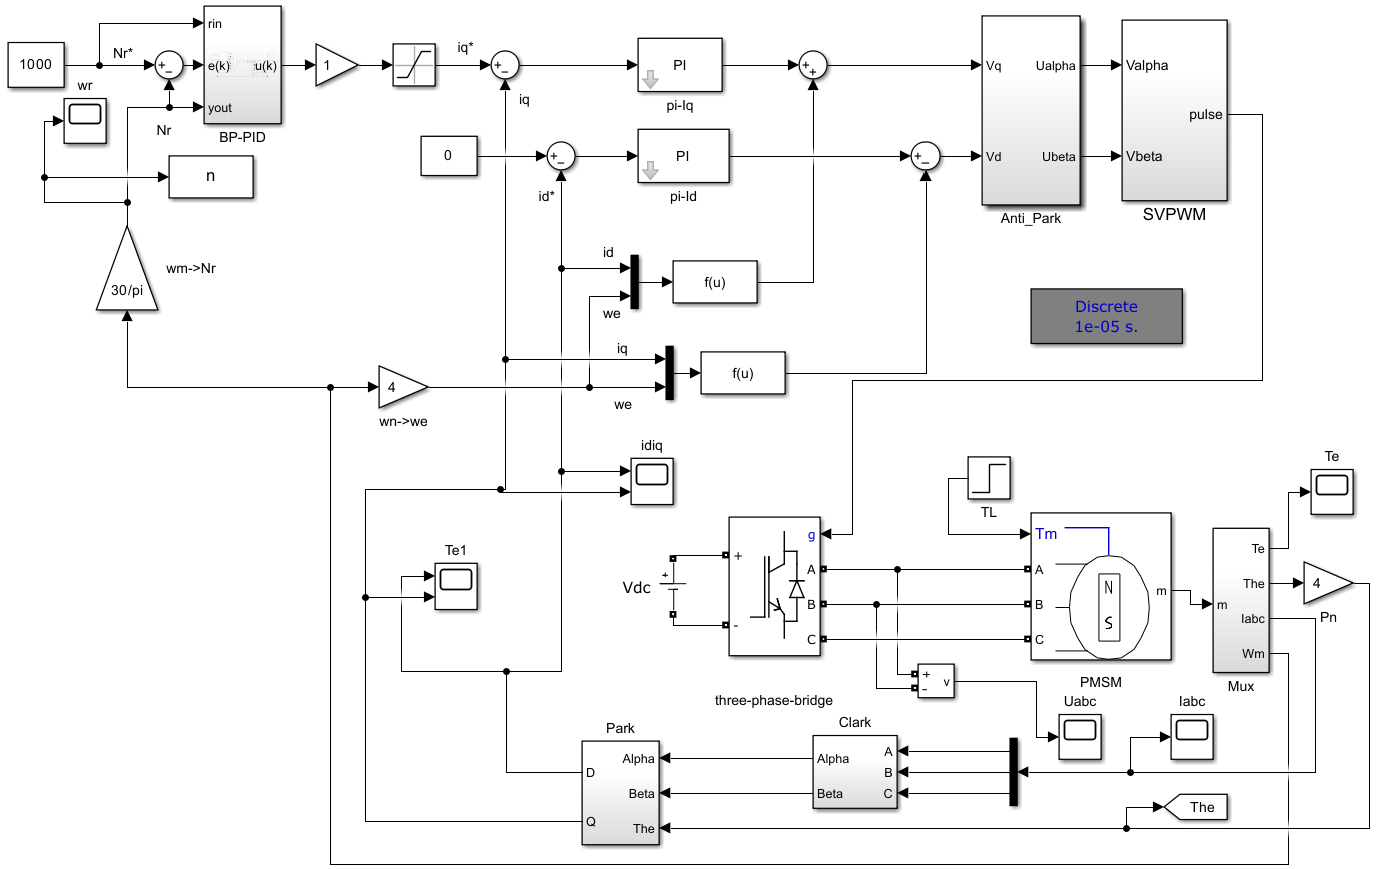 1000
Nr*
wr
+
−
Nr
rin
e(k)
u(k)
yout
BP-PID
1
iq*
+
−
iq
PI
pi-Iq
+
+
Vq
Ualpha
Vd
Ubeta
Anti_Park
Valpha
pulse
Vbeta
SVPWM
0
+
−
id*
PI
pi-Id
+
−
n
30/pi
wm->Nr
id
we
f(u)
iq
we
f(u)
4
wn->we
Discrete
1e-05 s.
idiq
Te1
TL
Te
Vdc
+
+
-
g
A
B
C
three-phase-bridge
Tm
A
B
C
N
S
m
PMSM
m
Te
The
Iabc
Wm
Mux
4
Pn
+
-
v
Uabc
Iabc
Park
Alpha
D
Beta
Q
The
Clark
Alpha
A
B
Beta
C
The